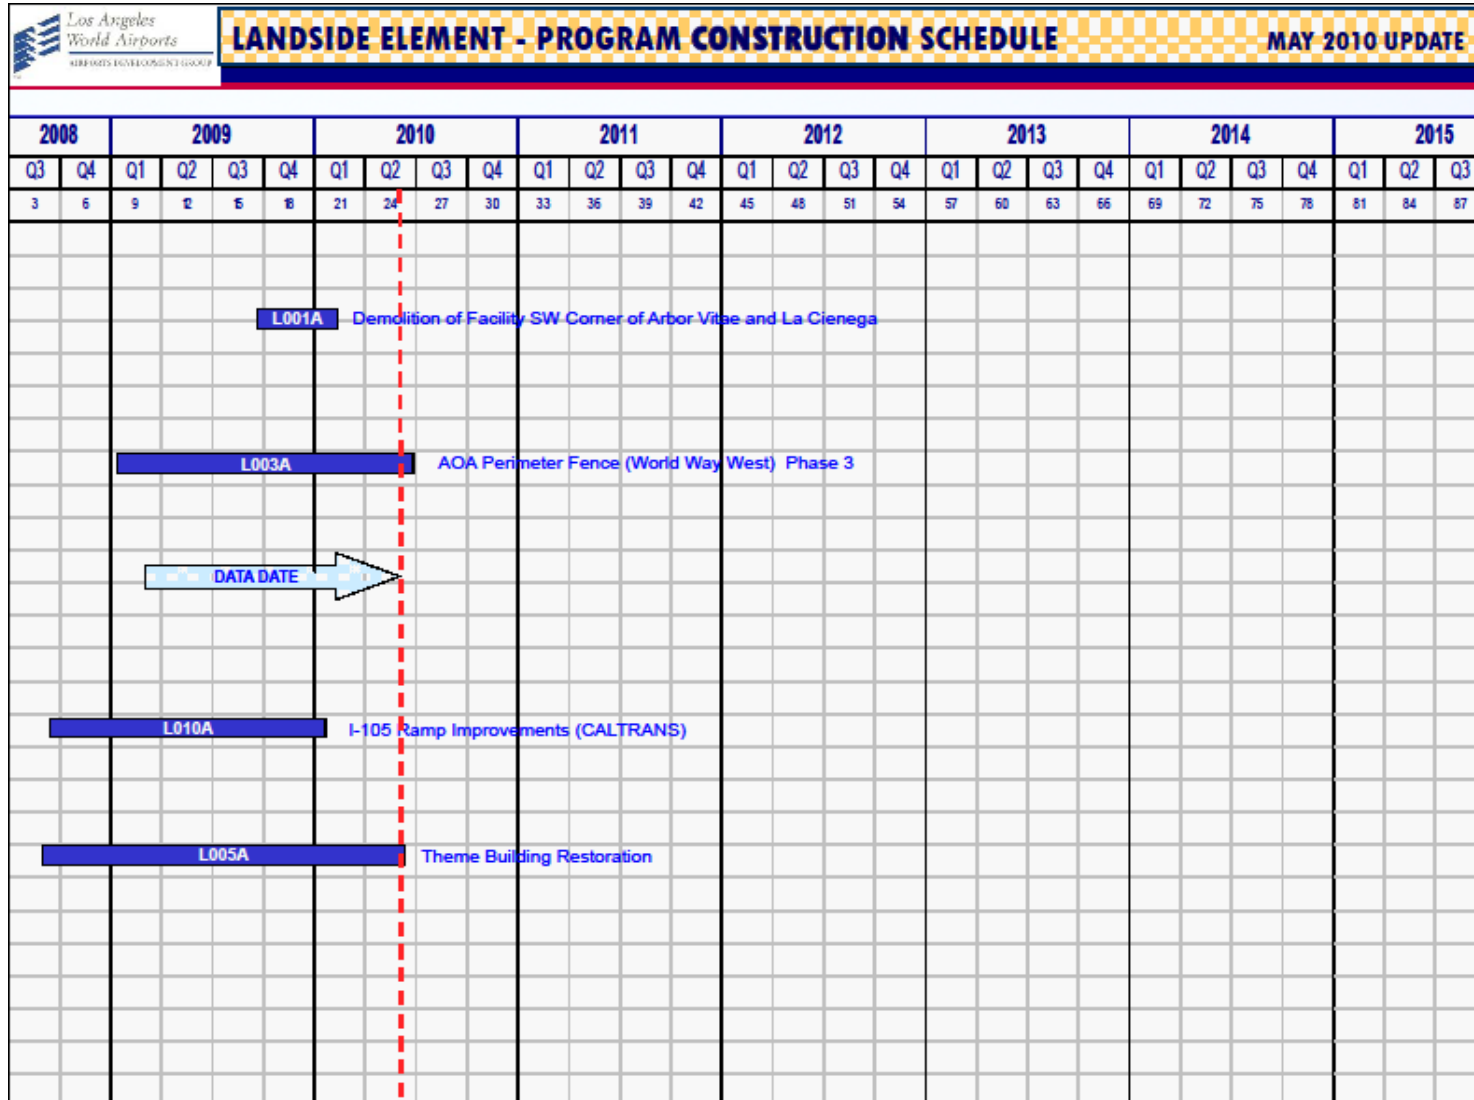 Los Angeles
World Airports
AIRPORTS DEVELOPMENT GROUP
LANDSIDE ELEMENT - PROGRAM CONSTRUCTION SCHEDULE
MAY 2010 UPDATE
2008 2009 2010 2011 2012 2013 2014 2015
Q3 Q4 Q1 Q2 Q3 Q4 Q1 Q2 Q3 Q4 Q1 Q2 Q3 Q4 Q1 Q2 Q3 Q4 Q1 Q2 Q3 Q4 Q1 Q2 Q3 Q4 Q1 Q2 Q3
3 6 9 12 15 18 21 24 27 30 33 36 39 42 45 48 51 54 57 60 63 66 69 72 75 78 81 84 87
L001A Demolition of Facility SW Corner of Arbor Vitae and La Cienega
L003A AOA Perimeter Fence (World Way West) Phase 3
DATA DATE
L010A I-105 Ramp Improvements (CALTRANS)
L005A Theme Building Restoration